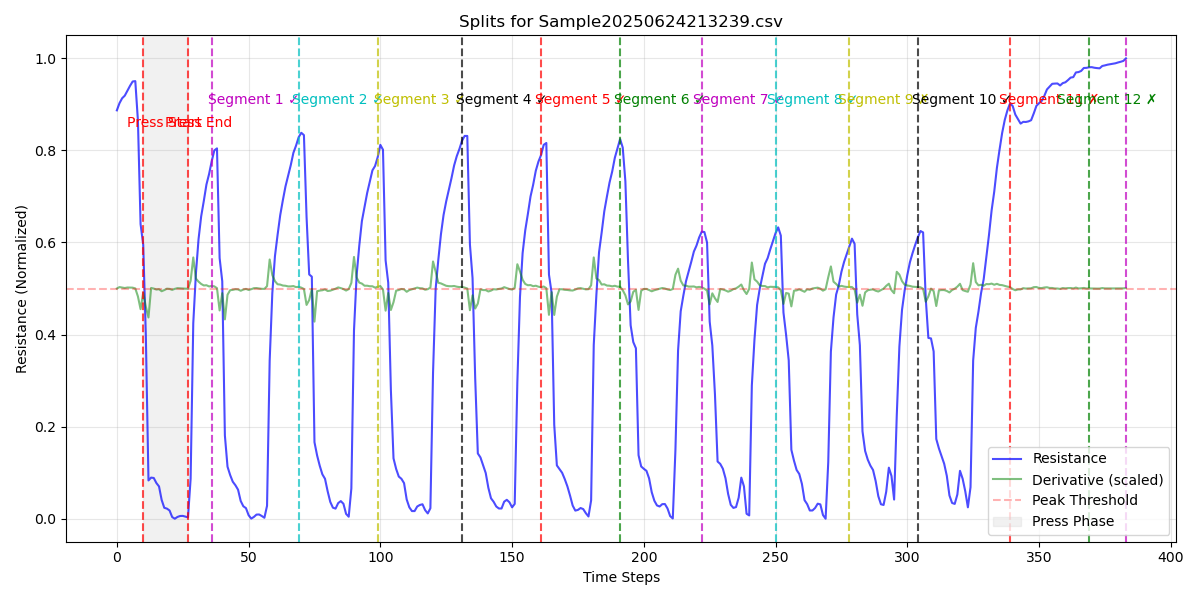 Splits for Sample20250624213239.csv
Resistance (Normalized)
1.0
0.8
0.6
0.4
0.2
0.0
Segment 1 ✓
Segment 2
Segment 3
Segment 4
Segment 5
Segment 6
Segment 7
Segment 8
Segment 9
Segment 10
Segment 11 ✗
Segment 12 ✗
Press Start
Press End
Resistance
Derivative (scaled)
Peak Threshold
Press Phase
0
50
100
150
200
250
300
350
400
Time Steps